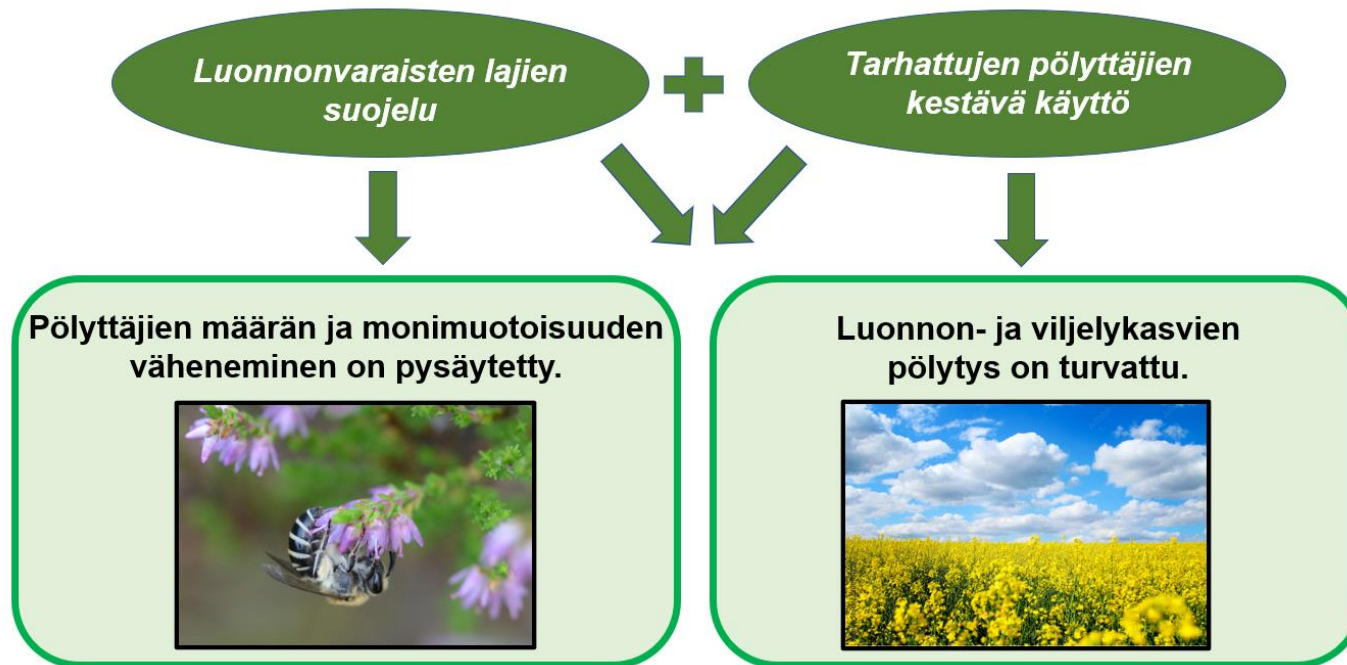 Luonnonvaraisten lajien
suojelu
Tarhattujen pölyttäjien
kestävä käyttö
Pölyttäjien määrän ja monimuotoisuuden
väheneminen on pysäytetty.
Luonnon- ja viljelykasvien
pölytys on turvattu.